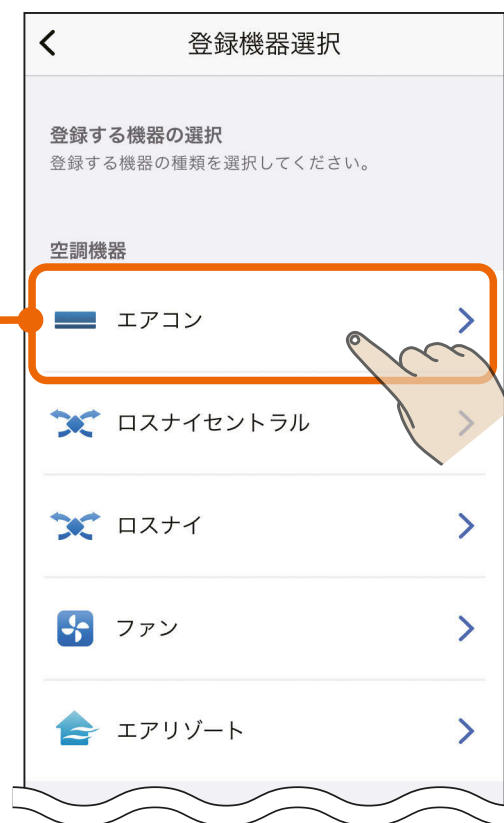 登録機器選択
登録する機器の選択
登録する機器の種類を選択してください。
空調機器
エアコン
ロスナイセントラル
ロスナイ
ファン
エアリゾート